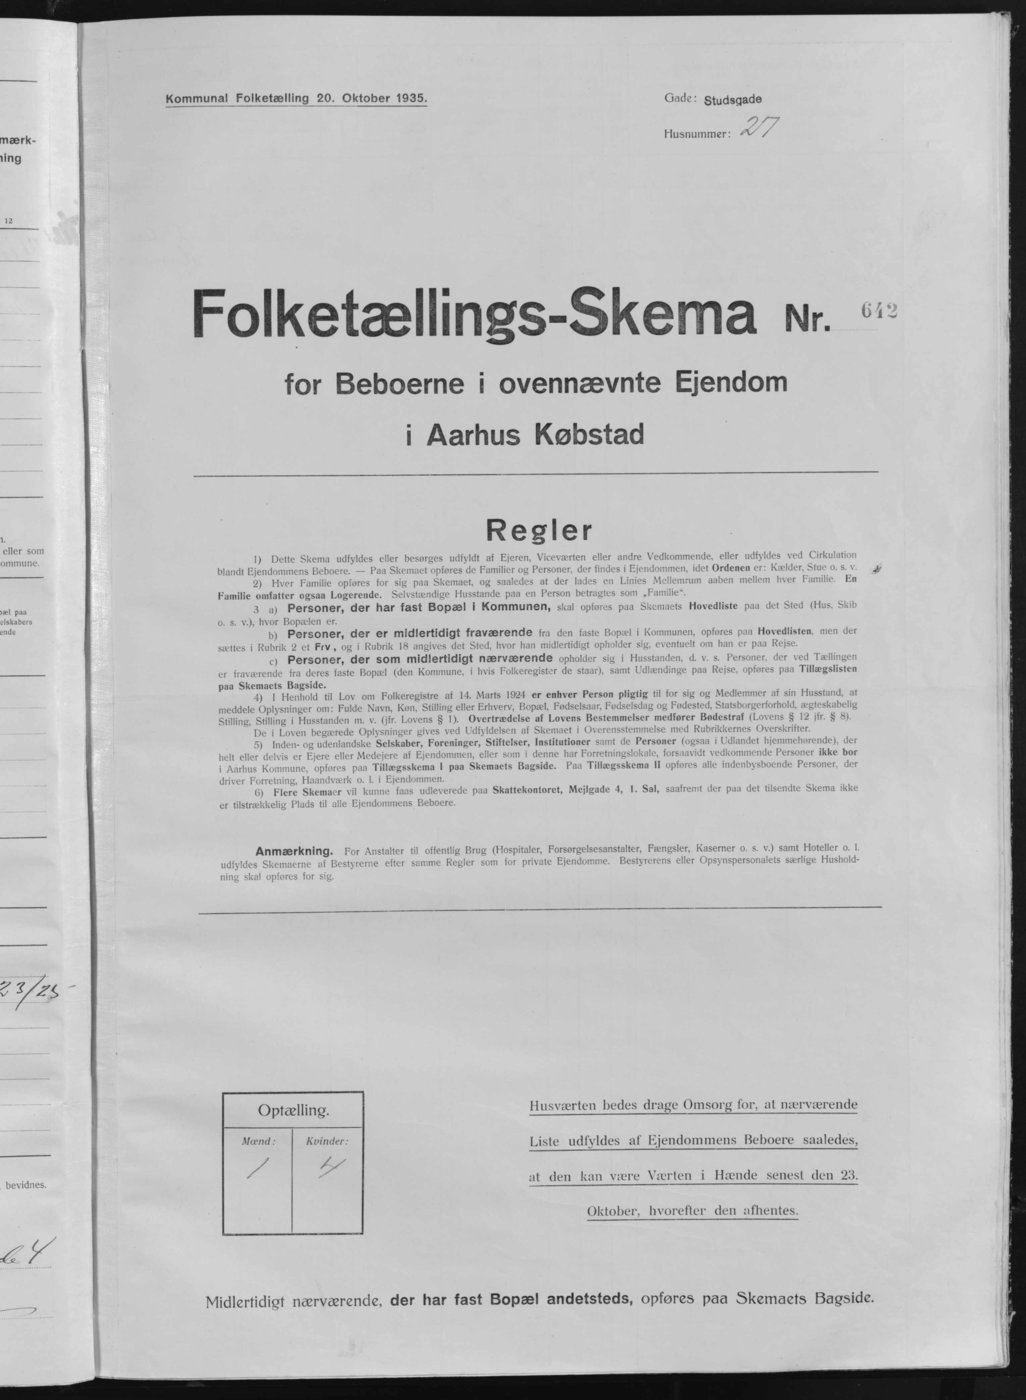 Kommunal Folketælling 20. Oktober 1935.
Gade: Studsgade
Husnummer: 27
Folketællings-Skema Nr. 642
for Beboerne i ovennævnte Ejendom
i Aarhus Købstad
Regler
1) Dette Skema udfyldes eller besørges udfyldt af Ejeren, Viceværten eller andre Vedkommende, eller udfyldes ved Cirkulation
blandt Ejendommens Beboere. — Paa Skemaet opføres de Familier og Personer, der findes i Ejendommen, idet Ordenen er: Kælder, Stue o. s. v.
2) Hver Familie opføres for sig paa Skemaet, og saaledes at der lades en Linies Mellemrum aaben mellem hver Familie. En
Familie omfatter ogsaa Logerende. Selvstændige Husstande paa en Person betragtes som „Familie“.
3 a) Personer, der har fast Bopæl i Kommunen, skal opføres paa Skemaets Hovedliste paa det Sted (Hus, Skib
o. s. v.), hvor Bopælen er.
b) Personer, der er midlertidigt fraværende fra den faste Bopæl i Kommunen, opføres paa Hovedlisten, men der
sættes i Rubrik 2 et Frv., og i Rubrik 18 angives det Sted, hvor han midlertidigt opholder sig, eventuelt om han er paa Rejse.
c) Personer, der som midlertidigt nærværende opholder sig i Husstanden, d. v. s. Personer, der ved Tællingen
er fraværende fra deres faste Bopæl (den Kommune, i hvis Folkeregister de staar), samt Udlændinge paa Rejse, opføres paa Tillægslisten
paa Skemaets Bagside.
4) I Henhold til Lov om Folkeregistre af 14. Marts 1924 er enhver Person pligtig til for sig og Medlemmer af sin Husstand, at
meddele Oplysninger om: Fulde Navn, Køn, Stilling eller Erhverv, Bopæl, Fødselsaar, Fødselsdag og Fødested, Statsborgerforhold, ægteskabelig
Stilling, Stilling i Husstanden m. v. (jfr. Lovens § 1). Overtrædelse af Lovens Bestemmelser medfører Bødestraf (Lovens § 12 jfr. § 8).
De i Loven begærede Oplysninger gives ved Udfyldelsen af Skemaet i Overensstemmelse med Rubrikkernes Overskrifter.
5) Inden- og udenlandske Selskaber, Foreninger, Stiftelser, Institutioner samt de Personer (ogsaa i Udlandet hjemmehørende), der
helt eller delvis er Ejere eller Medejere af Ejendommen, eller som i denne har Forretningslokale, forsaavidt vedkommende Personer ikke bor
i Aarhus Kommune, opføres paa Tillægsskema I paa Skemaets Bagside. Paa Tillægsskema II opføres alle indenbysboende Personer, der
driver Forretning, Haandværk o. l. i Ejendommen.
6) Flere Skemaer vil kunne faas udleverede paa Skattekontoret, Mejlgade 4, 1. Sal, saafremt der paa det tilsendte Skema ikke
er tilstrækkelig Plads til alle Ejendommens Beboere.
Anmærkning. For Anstalter til offentlig Brug (Hospitaler, Forsørgelsesanstalter, Fængsler, Kaserner o. s. v.) samt Hoteller o. l.
udfyldes Skemaerne af Bestyrerne efter samme Regler som for private Ejendomme. Bestyrerens eller Opsynspersonalets særlige Hushold-
ning skal opføres for sig.
Optælling.
Mænd: Kvinder:
1 4
Husværten bedes drage Omsorg for, at nærværende
Liste udfyldes af Ejendommens Beboere saaledes,
at den kan være Værten i Hænde senest den 23.
Oktober, hvorefter den afhentes.
Midlertidigt nærværende, der har fast Bopæl andetsteds, opføres paa Skemaets Bagside.
mærk-
ning
12
eller som
ommune.
pæl paa
elskabers
ende
23/25
bevidnes.
4